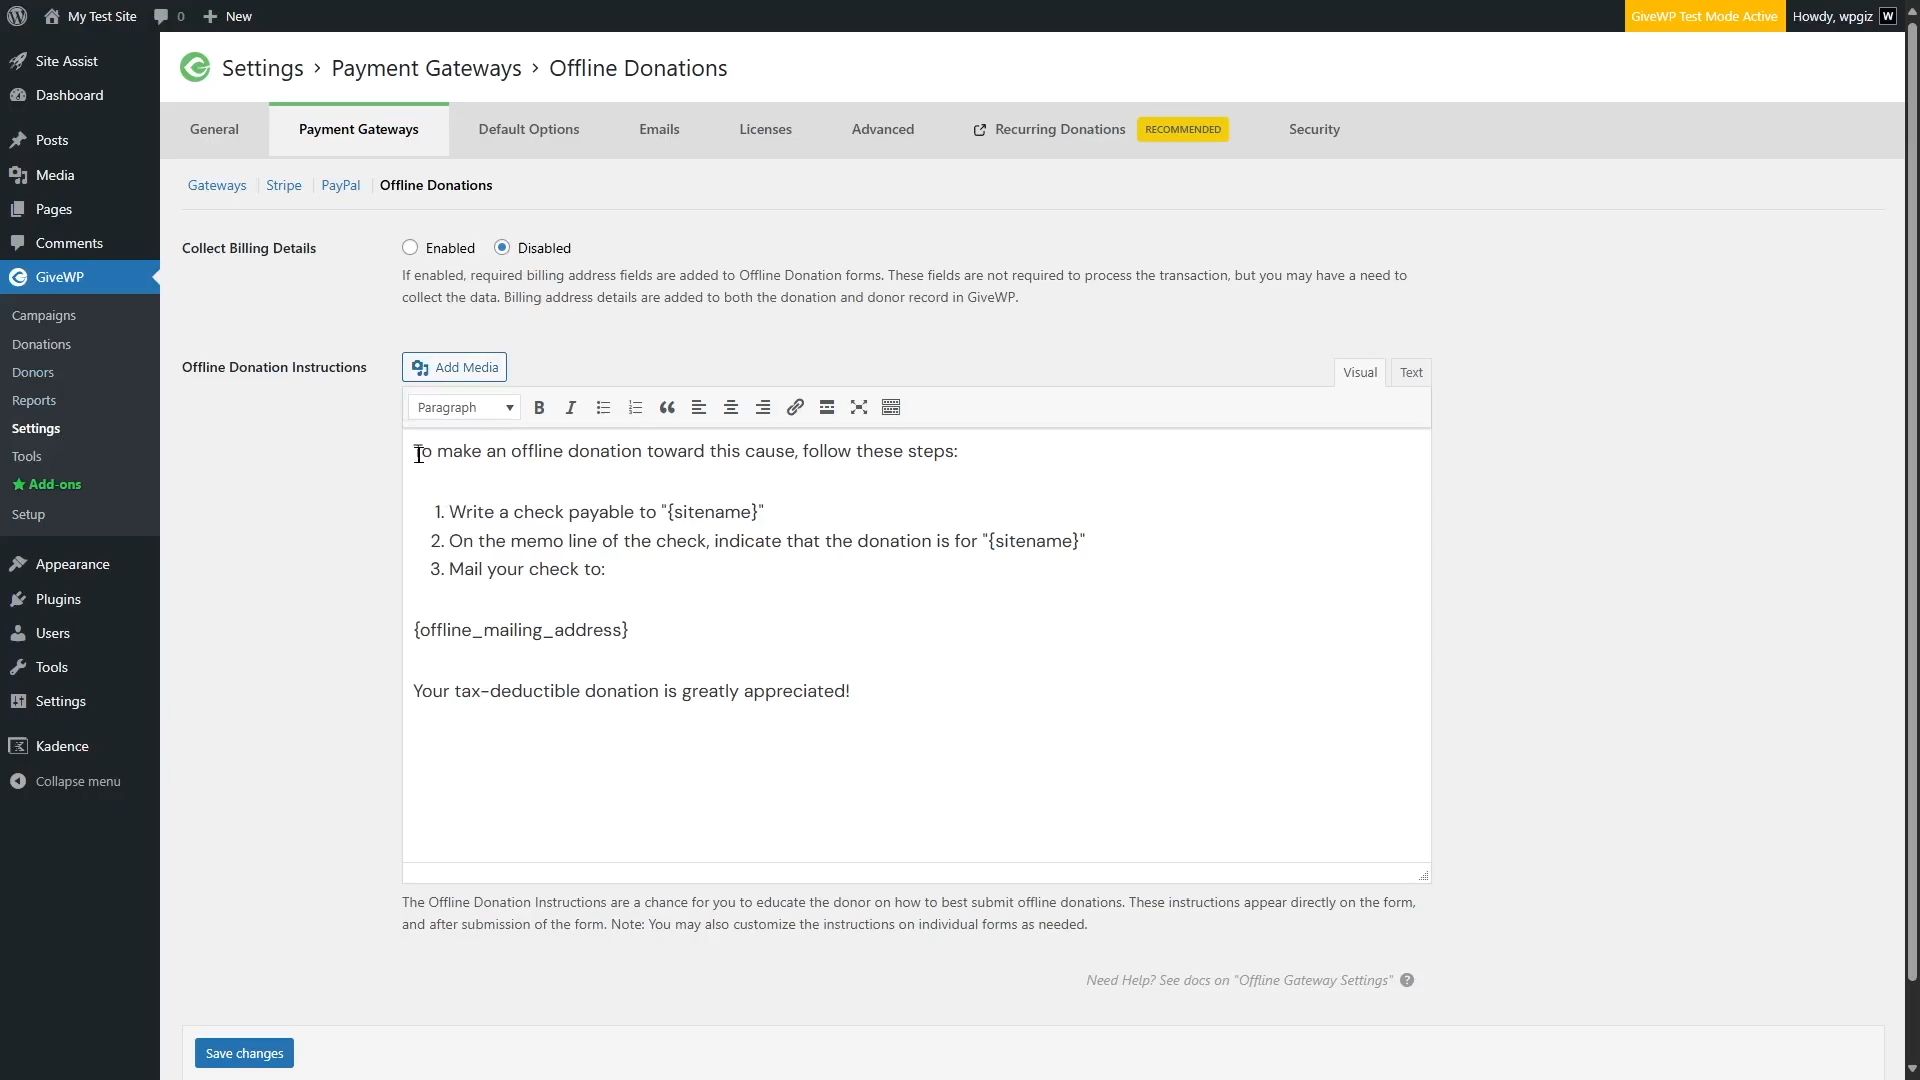 My Test Site
0
New
GiveWP Test Mode Active
Howdy, wpgiz
W
Site Assist
Dashboard
Posts
Media
Pages
Comments
GiveWP
Campaigns
Donations
Donors
Reports
Settings
Tools
Add-ons
Setup
Appearance
Plugins
Users
Tools
Settings
Kadence
Collapse menu
Settings › Payment Gateways › Offline Donations
General
Payment Gateways
Default Options
Emails
Licenses
Advanced
Recurring Donations
RECOMMENDED
Security
Gateways
Stripe
PayPal
Offline Donations
Collect Billing Details
Enabled
Disabled
If enabled, required billing address fields are added to Offline Donation forms. These fields are not required to process the transaction, but you may have a need to
collect the data. Billing address details are added to both the donation and donor record in GiveWP.
Offline Donation Instructions
Add Media
Visual
Text
Paragraph
B
I
To make an offline donation toward this cause, follow these steps:
1. Write a check payable to "{sitename}"
2. On the memo line of the check, indicate that the donation is for "{sitename}"
3. Mail your check to:
{offline_mailing_address}
Your tax-deductible donation is greatly appreciated!
The Offline Donation Instructions are a chance for you to educate the donor on how to best submit offline donations. These instructions appear directly on the form,
and after submission of the form. Note: You may also customize the instructions on individual forms as needed.
Need Help? See docs on "Offline Gateway Settings"
Save changes